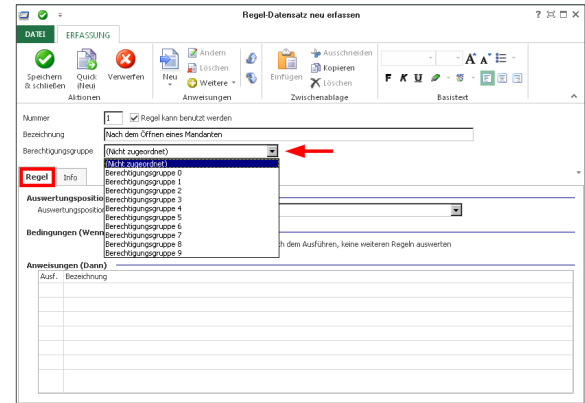 Regel-Datensatz neu erfassen
DATEI ERFASSUNG
Speichern & schließen
Quick (Neu)
Verwerfen
Neu
Ändern
Löschen
Weitere
Einfügen
Ausschneiden
Kopieren
Löschen
F K U
Aktionen Anweisungen Zwischenablage Basistext
Nummer 1 Regel kann benutzt werden
Bezeichnung Nach dem Öffnen eines Mandanten
Berechtigungsgruppe (Nicht zugeordnet)
(Nicht zugeordnet)
Berechtigungsgruppe 0
Berechtigungsgruppe 1
Berechtigungsgruppe 2
Berechtigungsgruppe 3
Berechtigungsgruppe 4
Berechtigungsgruppe 5
Berechtigungsgruppe 6
Berechtigungsgruppe 7
Berechtigungsgruppe 8
Berechtigungsgruppe 9
Regel Info
Auswertungspositio
Auswertungspositio
Bedingungen (Wenn
ch dem Ausführen, keine weiteren Regeln auswerten
Anweisungen (Dann)
Ausf. Bezeichnung